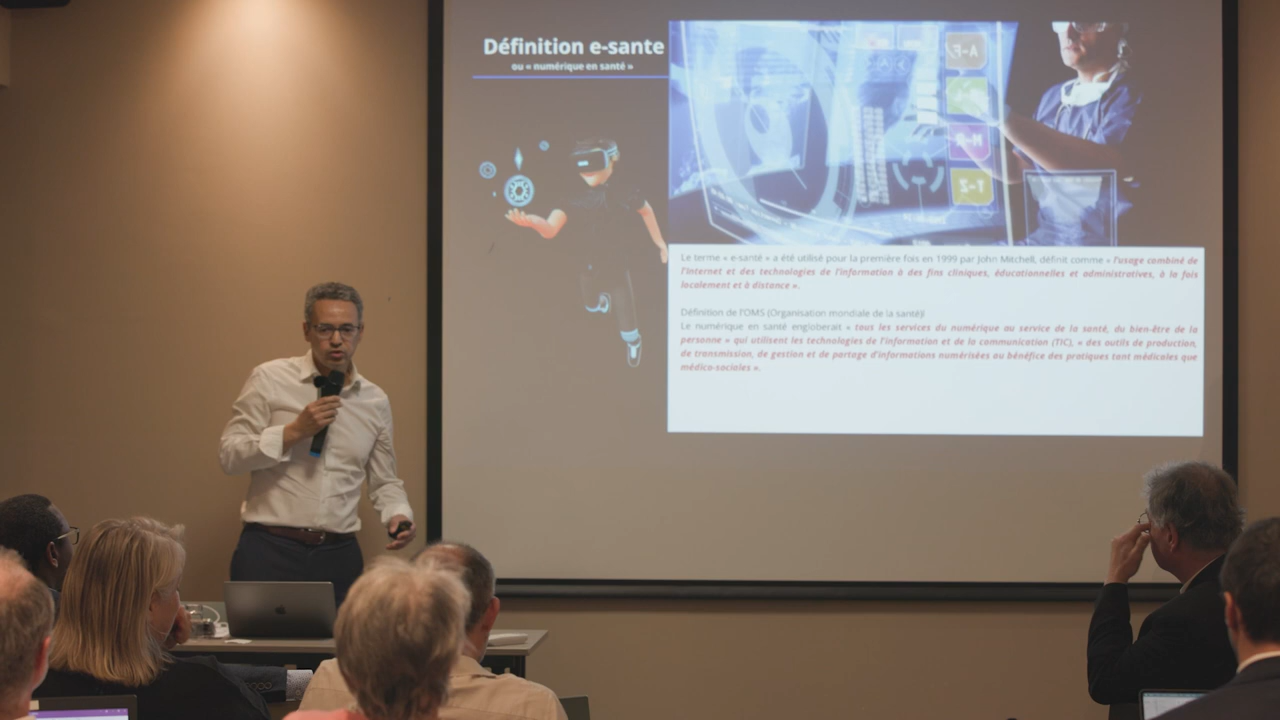 Définition e-sante
ou « numérique en santé »
A-F
H-P
T-Z
Le terme « e-santé » a été utilisé pour la première fois en 1999 par John Mitchell, définit comme « l'usage combiné de
l'Internet et des technologies de l'information à des fins cliniques, éducationnelles et administratives, à la fois
localement et à distance ».
Définition de l'OMS (Organisation mondiale de la santé)
Le numérique en santé engloberait « tous les services du numérique au service de la santé, du bien-être de la
personne » qui utilisent les technologies de l'information et de la communication (TIC), « des outils de production,
de transmission, de gestion et de partage d'informations numérisées au bénéfice des pratiques tant médicales que
médico-sociales ».